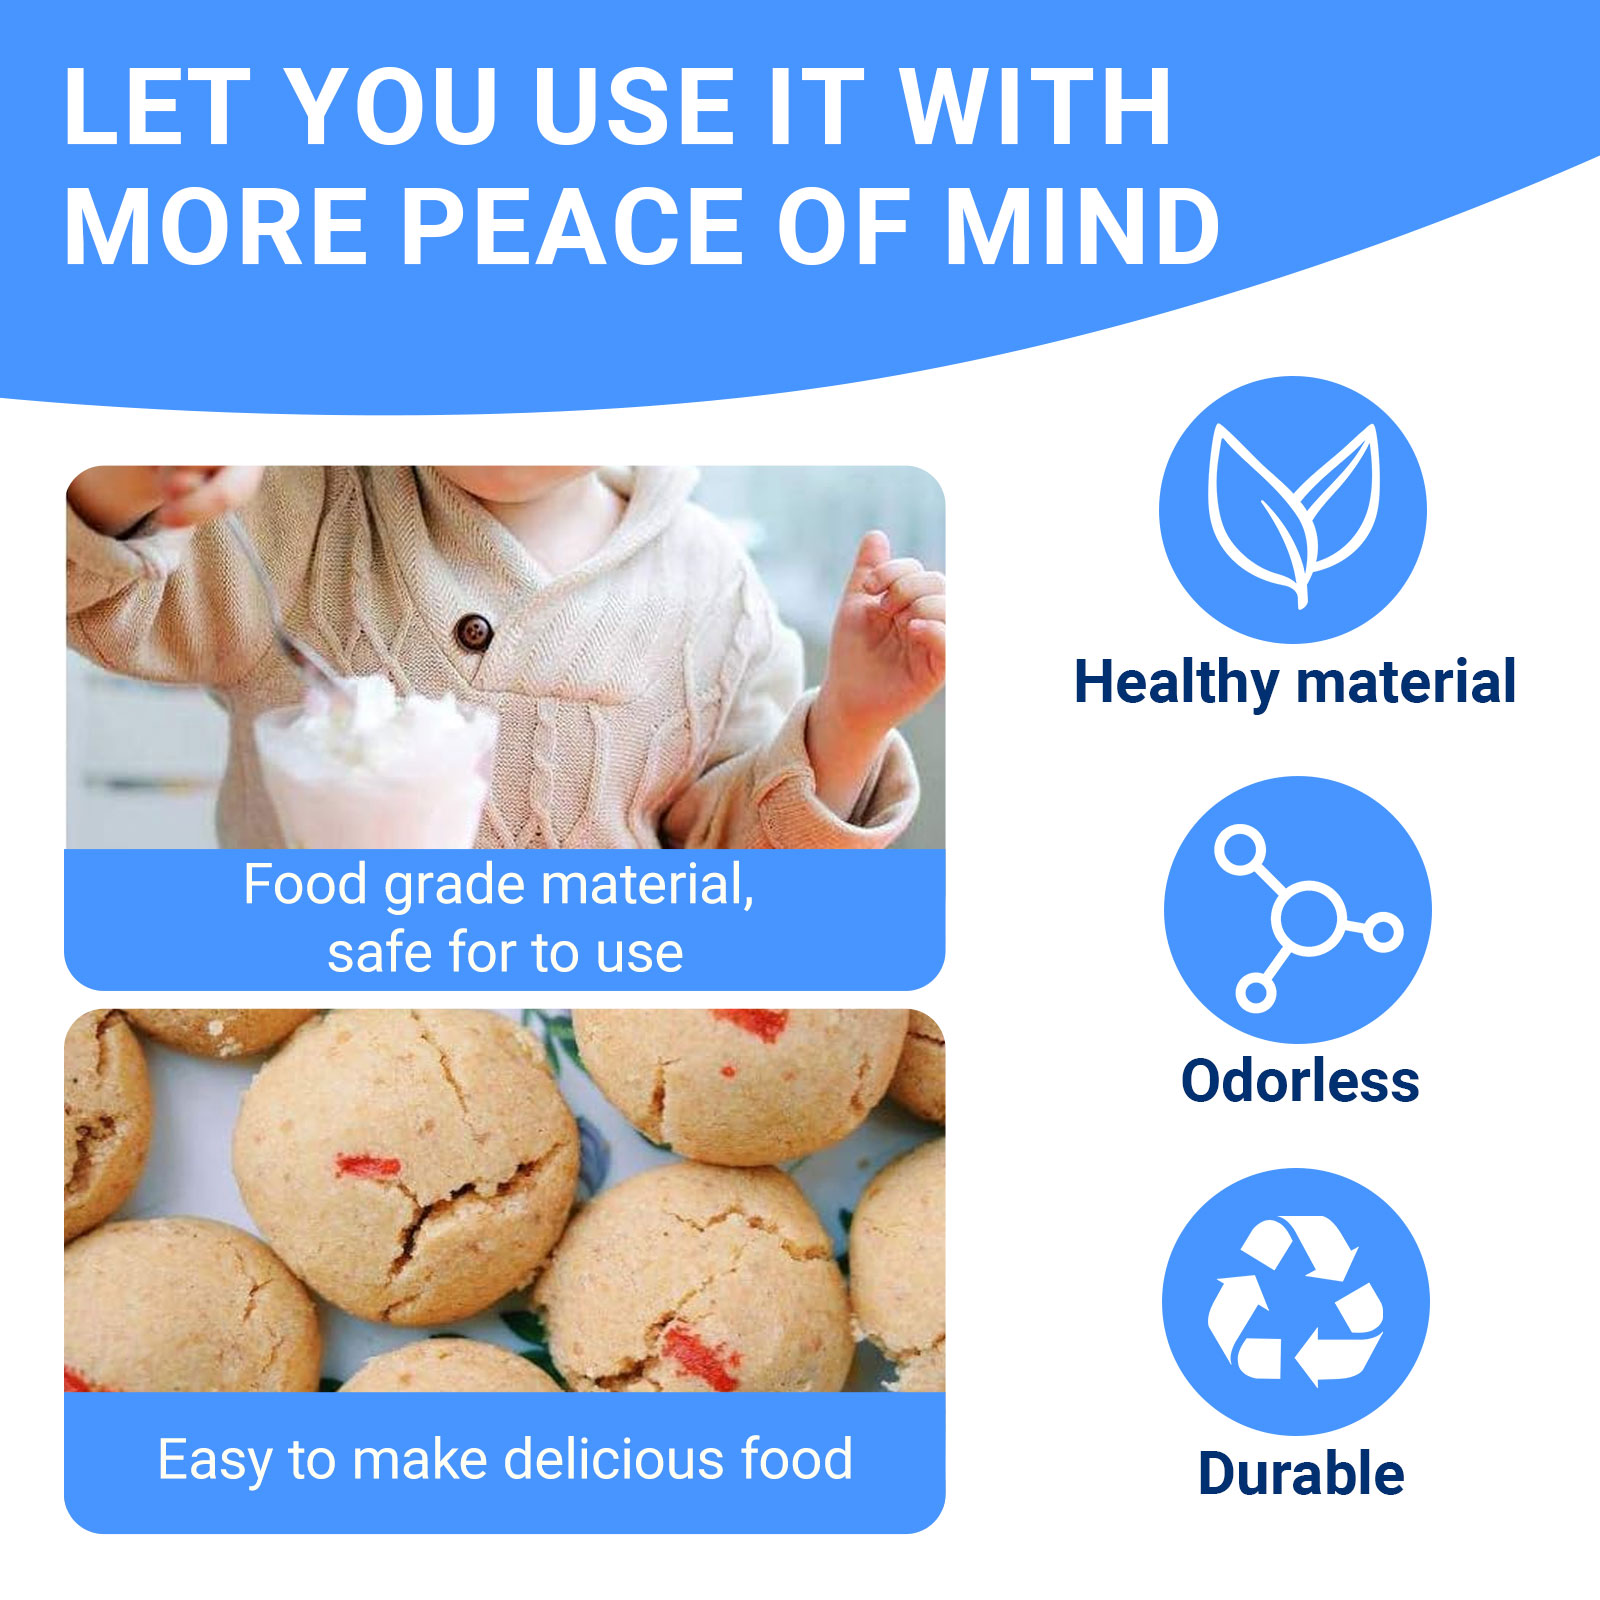 LET YOU USE IT WITH
MORE PEACE OF MIND
Food grade material,
safe for to use
Easy to make delicious food
Healthy material
Odorless
Durable